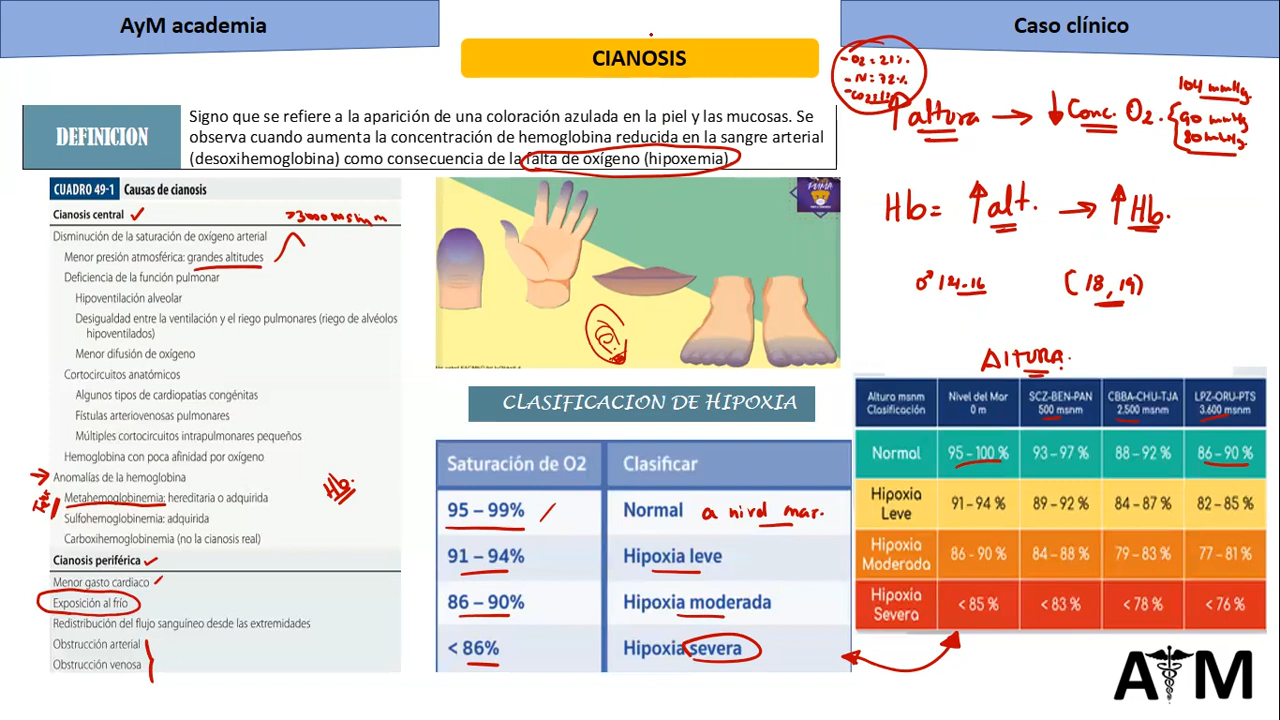 AyM academia
Caso clínico
CIANOSIS
- O2 = 21%
- N = 72%
↑ altura → ↓ Conc. O2.
104 mmHg.
90 mmHg
80 mmHg
DEFINICION
Signo que se refiere a la aparición de una coloración azulada en la piel y las mucosas. Se
observa cuando aumenta la concentración de hemoglobina reducida en la sangre arterial
(desoxihemoglobina) como consecuencia de la falta de oxígeno (hipoxemia)
Hb = ↑ alt. → ↑ Hb.
♂ 14-16 (18, 19)
CUADRO 49-1 Causas de cianosis
Cianosis central
Disminución de la saturación de oxígeno arterial
Menor presión atmosférica: grandes altitudes
Deficiencia de la función pulmonar
Hipoventilación alveolar
Desigualdad entre la ventilación y el riego pulmonares (riego de alvéolos
hipoventilados)
Menor difusión de oxígeno
Cortocircuitos anatómicos
Algunos tipos de cardiopatías congénitas
Fístulas arteriovenosas pulmonares
Múltiples cortocircuitos intrapulmonares pequeños
Hemoglobina con poca afinidad por oxígeno
Anomalías de la hemoglobina
Hb.
Metahemoglobinemia: hereditaria o adquirida
Sulfohemoglobinemia: adquirida
Carboxihemoglobina (no la cianosis real)
Cianosis periférica
Menor gasto cardiaco
Exposición al frío
Redistribución del flujo sanguíneo desde las extremidades
Obstrucción arterial
Obstrucción venosa
PUMA
CLASIFICACION DE HIPOXIA
Saturación de O2 Clasificar
95 – 99% Normal a nivel mar.
91 – 94% Hipoxia leve
86 – 90% Hipoxia moderada
< 86% Hipoxia severa
ALTURA.
Altura msnm Clasificación Nivel del Mar 0 m SCZ-BEN-PAN 500 msnm CBBA-CHU-TJA 2.500 msnm LPZ-ORU-PTS 3.600 msnm
Normal 95 – 100 % 93 – 97 % 88 – 92 % 86 – 90 %
Hipoxia Leve 91 – 94 % 89 – 92 % 84 – 87 % 82 – 85 %
Hipoxia Moderada 86 – 90 % 84 – 88 % 79 – 83 % 77 – 81 %
Hipoxia Severa < 85 % < 83 % < 78 % < 76 %
AM